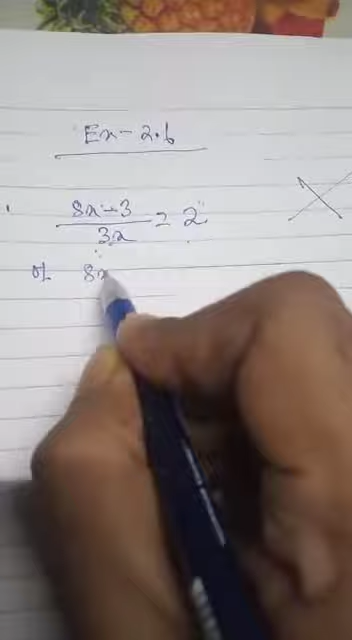 Ex - 2.6
8x - 3 / 3x = 2
or 8x